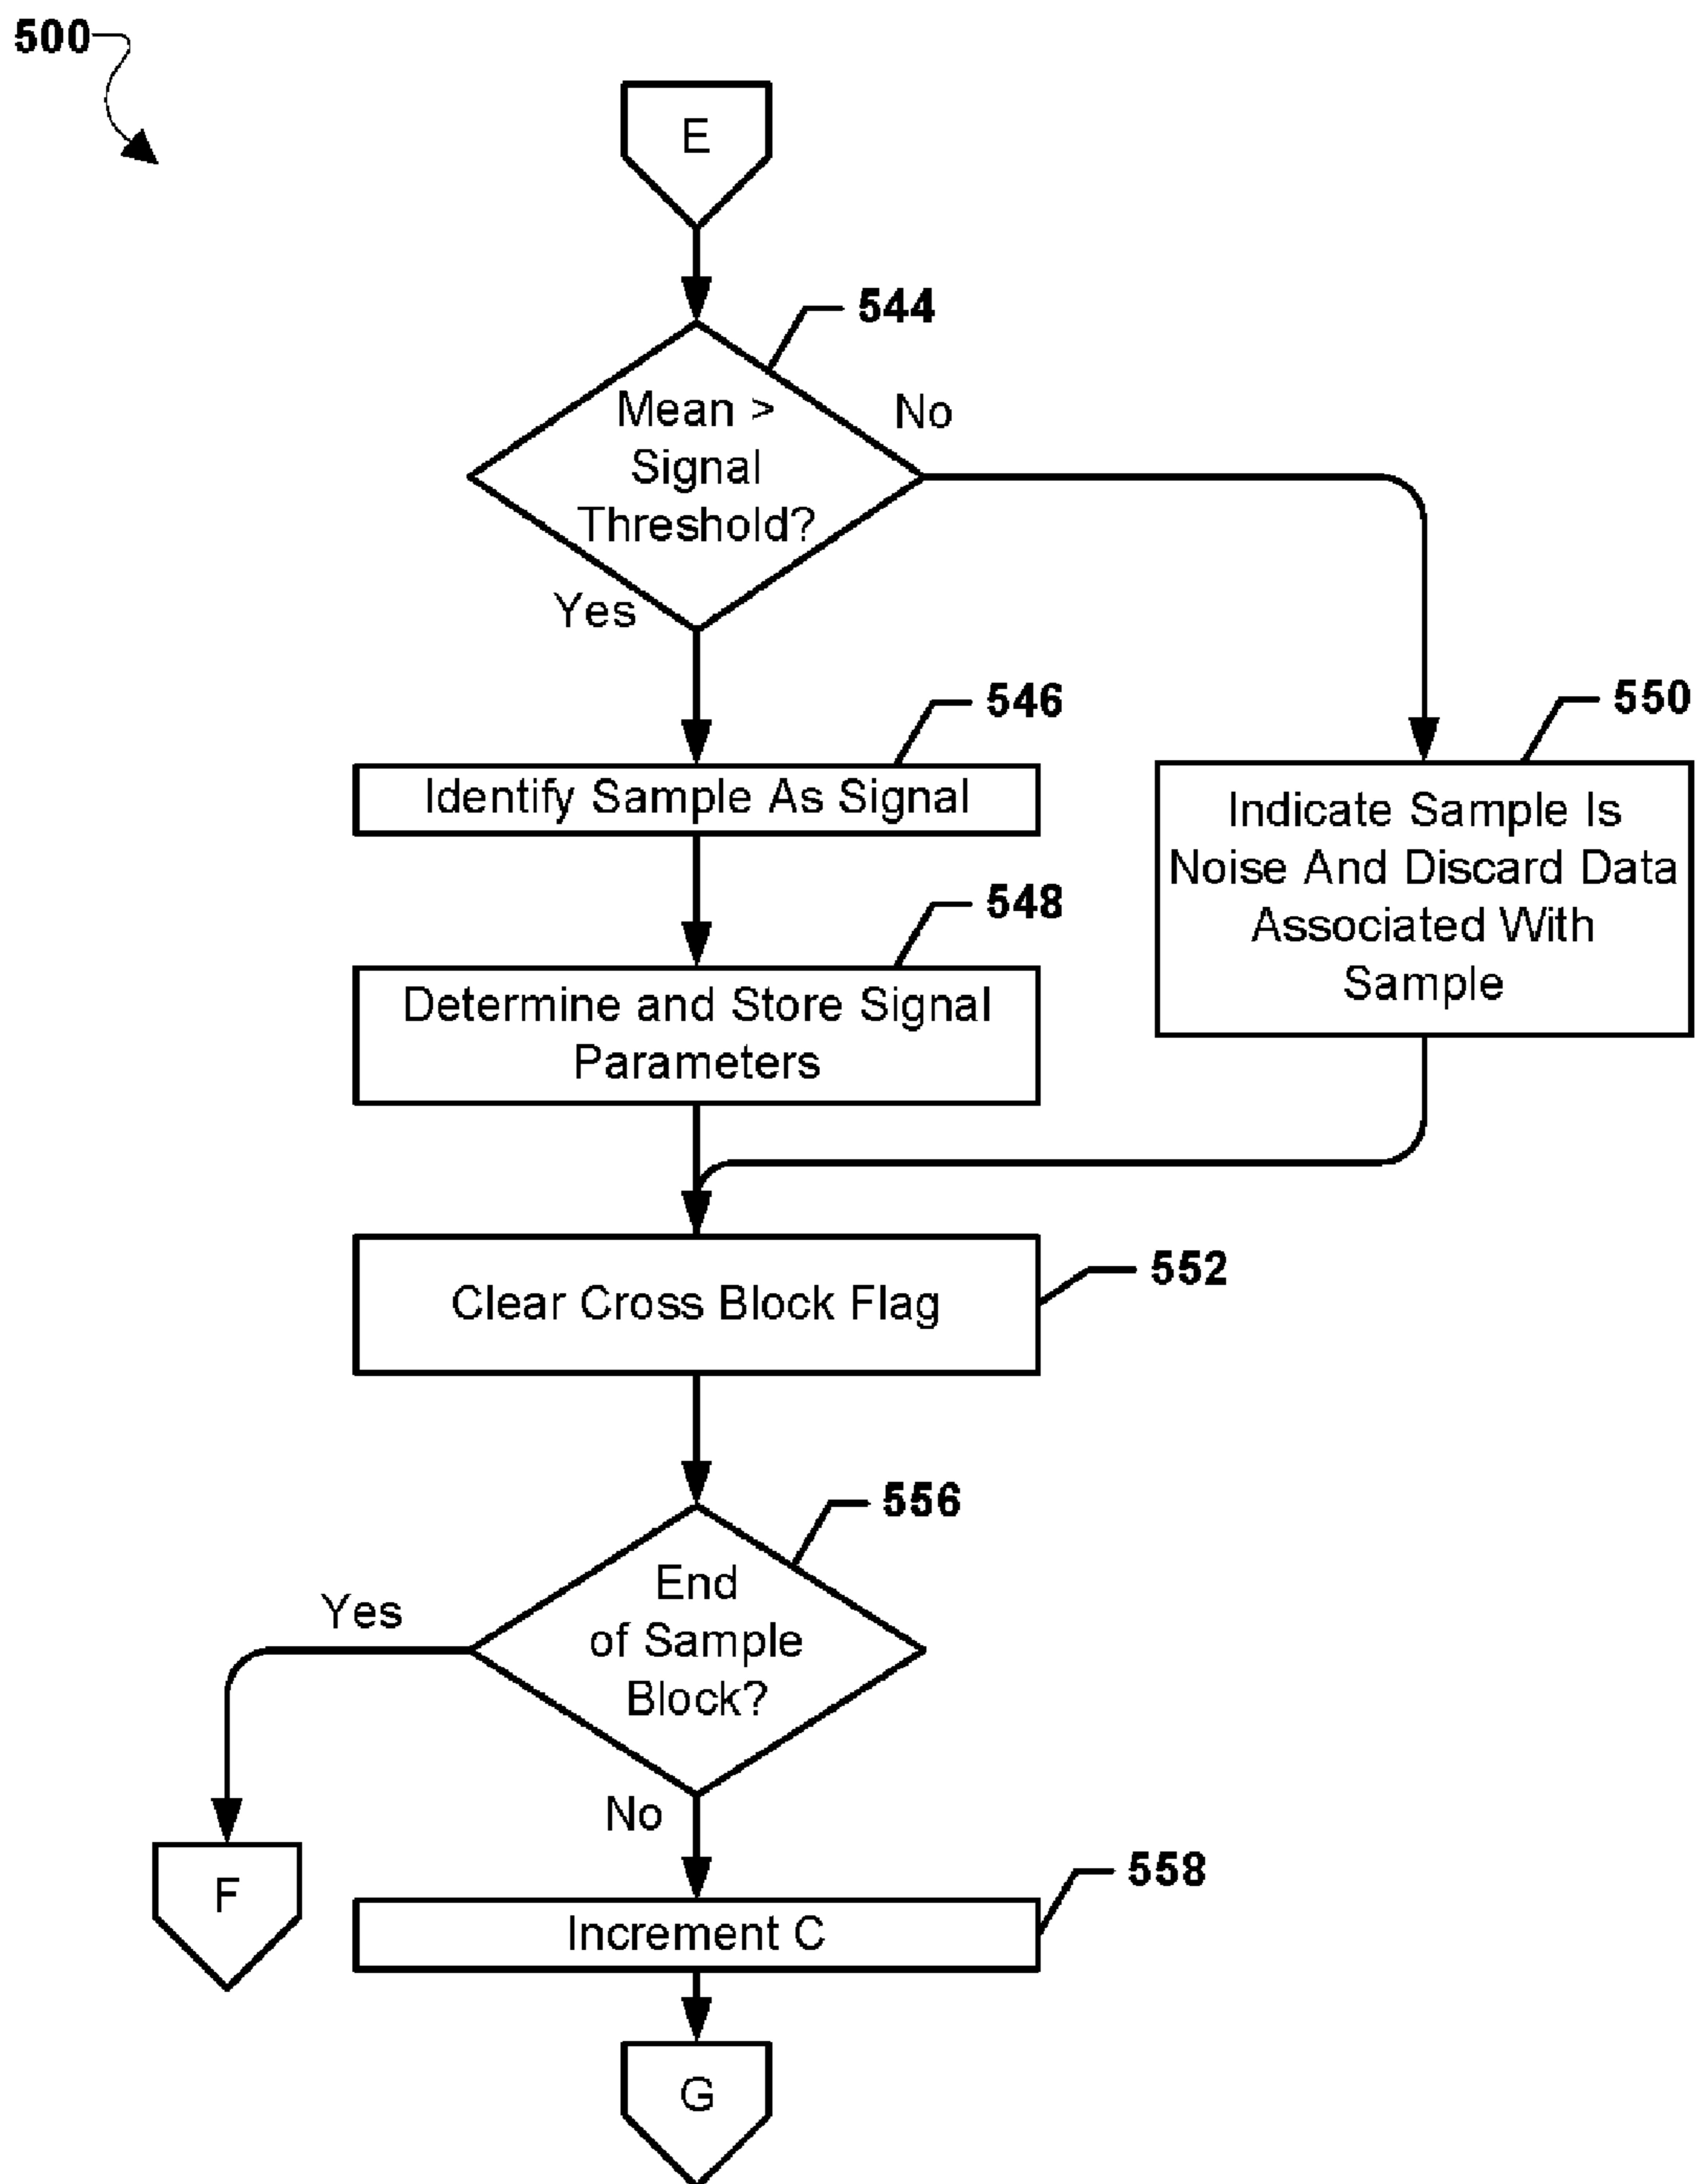 500
E
544
Mean >
Signal
Threshold?
No
Yes
546
Identify Sample As Signal
550
Indicate Sample Is
Noise And Discard Data
Associated With
Sample
548
Determine and Store Signal
Parameters
552
Clear Cross Block Flag
556
End
of Sample
Block?
Yes
No
F
558
Increment C
G